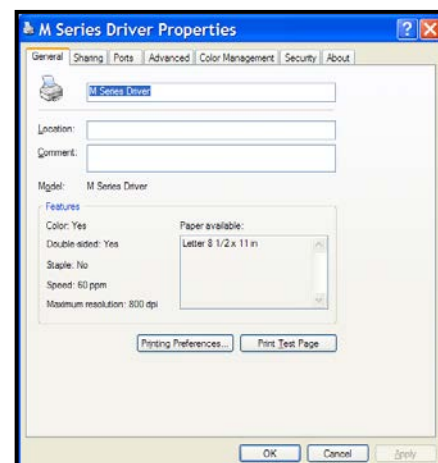 M Series Driver Properties
General Sharing Ports Advanced Color Management Security About
M Series Driver
Location:
Comment:
Model: M Series Driver
Features
Color: Yes
Double-sided: Yes
Staple: No
Speed: 60 ppm
Maximum resolution: 800 dpi
Paper available:
Letter 8 1/2 x 11 in
Printing Preferences... Print Test Page
OK Cancel Apply